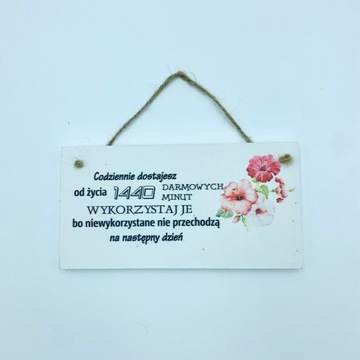 Codziennie dostajesz
od życia 1440 DARMOWYCH MINUT
WYKORZYSTAJ JE
bo niewykorzystane nie przechodzą
na następny dzień